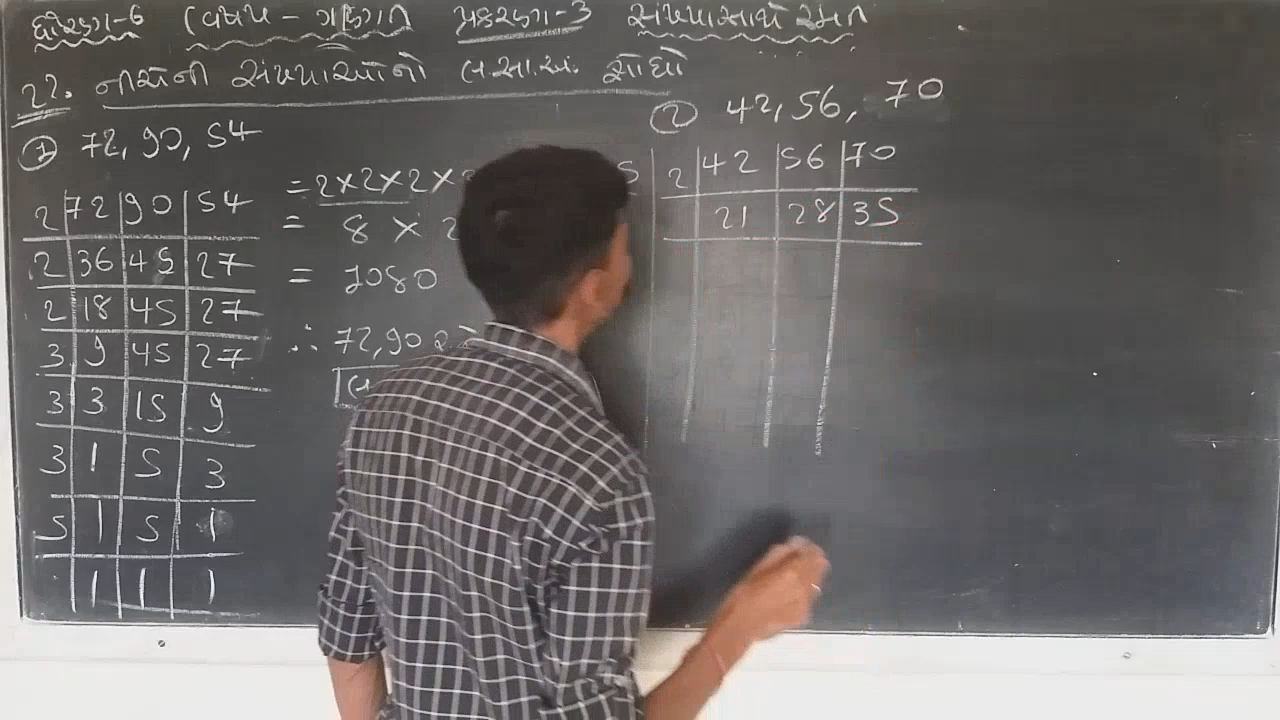 ધોરણ-6 વિષય - ગણિત પ્રકરણ-3 સંખ્યાસાથે રમત
22. નીચેની સંખ્યાઓનો લ.સા.અ. શોધો
① 72, 90, 54
2 72 90 54
2 36 45 27
2 18 45 27
3 9 45 27
3 3 15 9
3 1 5 3
5 1 5 1
1 1 1
= 2×2×2×
= 8 ×
= 1080
∴ 72, 90
② 42, 56, 70
2 42 56 70
21 28 35